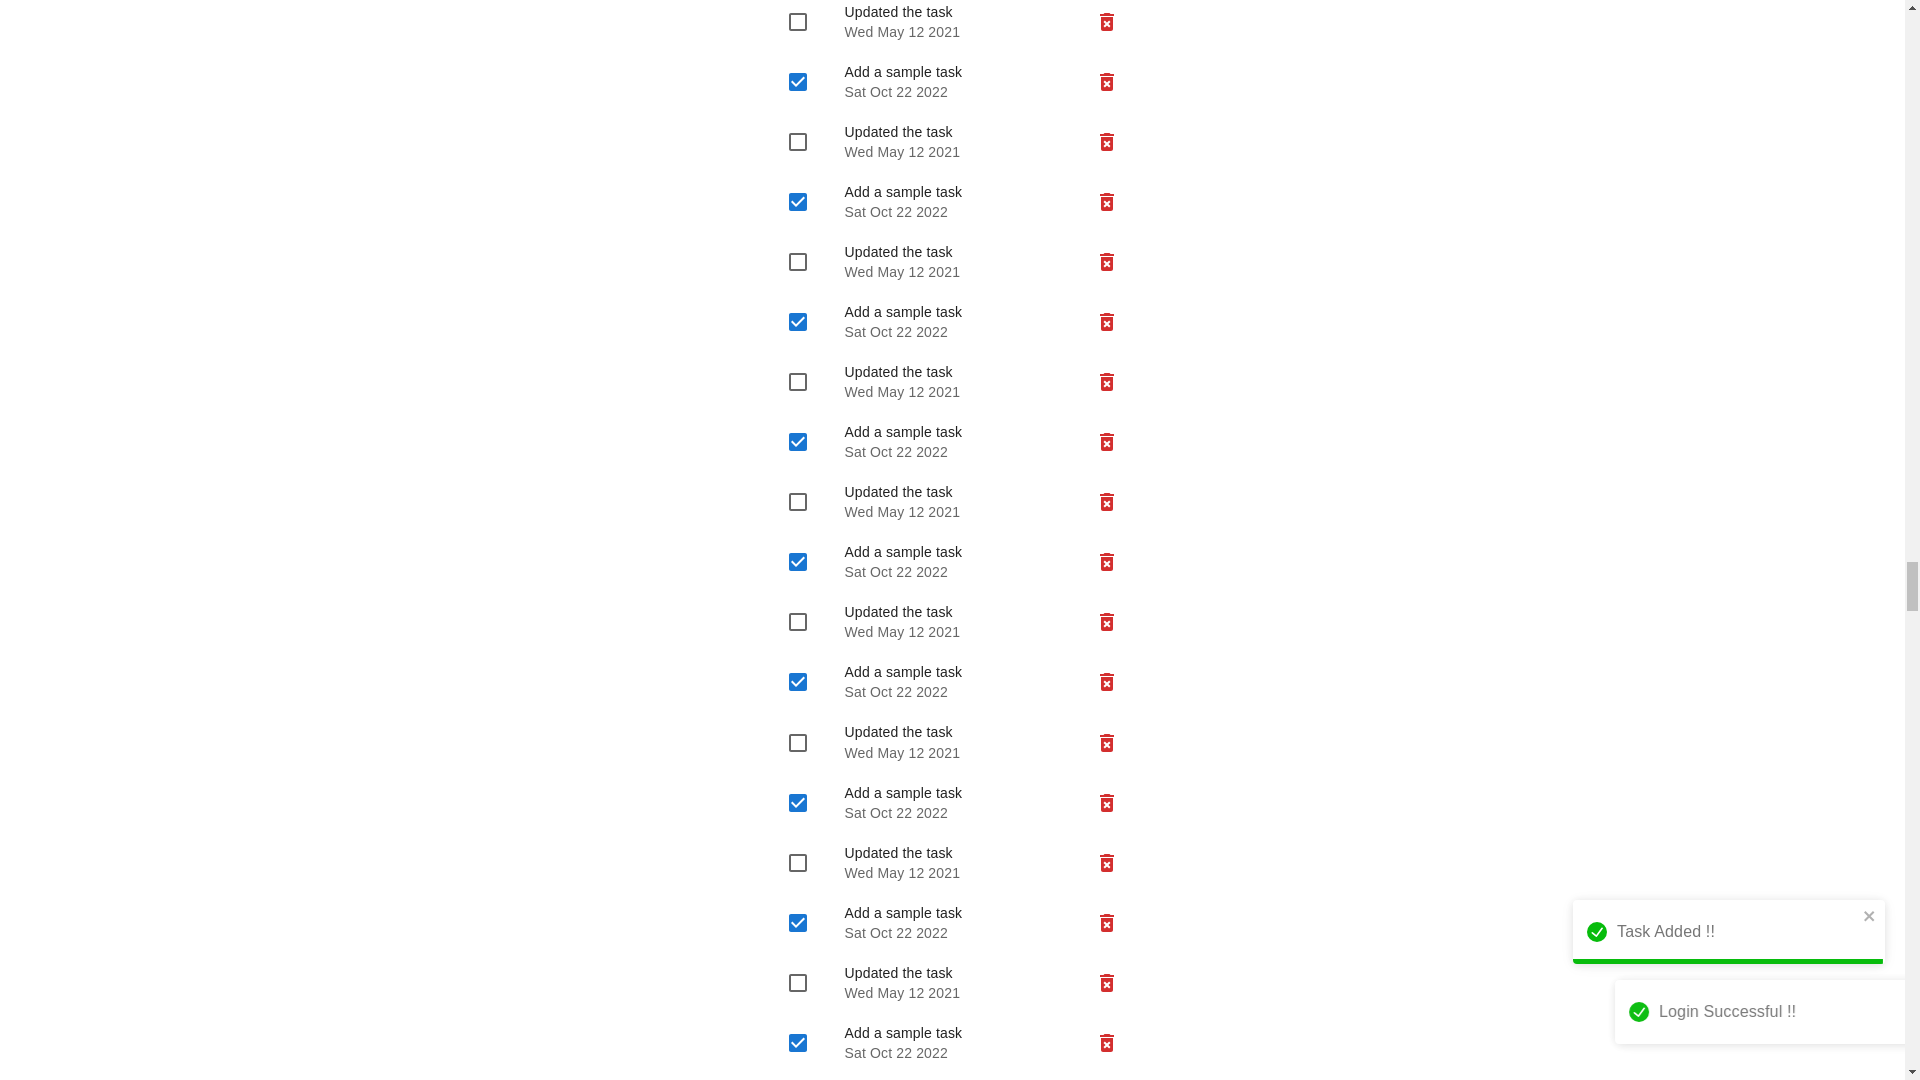 Updated the task
Wed May 12 2021
Add a sample task
Sat Oct 22 2022
Updated the task
Wed May 12 2021
Add a sample task
Sat Oct 22 2022
Updated the task
Wed May 12 2021
Add a sample task
Sat Oct 22 2022
Updated the task
Wed May 12 2021
Add a sample task
Sat Oct 22 2022
Updated the task
Wed May 12 2021
Add a sample task
Sat Oct 22 2022
Updated the task
Wed May 12 2021
Add a sample task
Sat Oct 22 2022
Updated the task
Wed May 12 2021
Add a sample task
Sat Oct 22 2022
Updated the task
Wed May 12 2021
Add a sample task
Sat Oct 22 2022
Updated the task
Wed May 12 2021
Add a sample task
Sat Oct 22 2022
Task Added !!
Login Successful !!